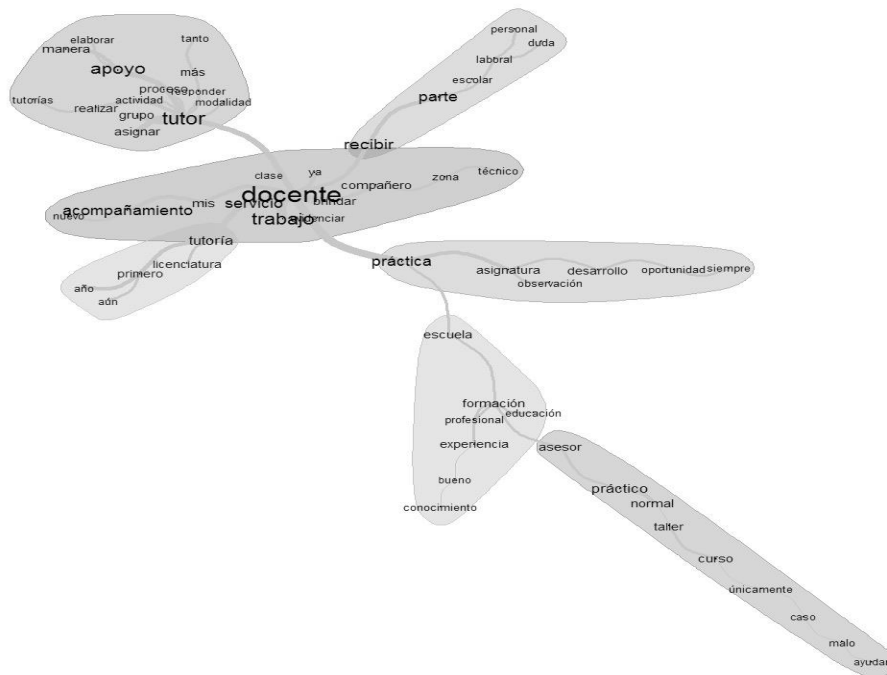 elaborar
manera
tanto
apoyo
más
proceso
responder
tutorías
actividad
modalidad
realizar
grupo
tutor
asignar
personal
duda
laboral
escolar
parte
recibir
clase
ya
técnico
zona
compañero
docente
brindar
mis
servicio
acompañamiento
nuevo
trabajo
tutoría
licenciatura
primero
año
aún
práctica
asignatura
desarrollo
oportunidad
siempre
observación
escuela
formación
educación
profesional
experiencia
asesor
bueno
conocimiento
práctico
normal
taller
curso
únicamente
caso
malo
ayudar